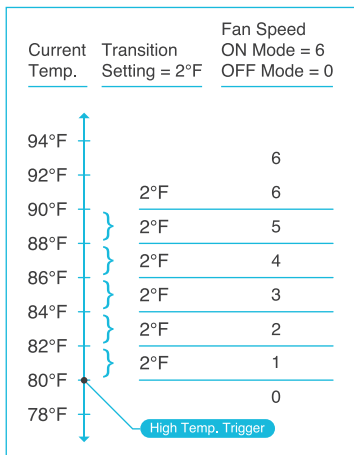 Fan Speed
Current Transition ON Mode = 6
Temp. Setting = 2°F OFF Mode = 0
94°F
6
92°F
2°F 6
90°F
2°F 5
88°F
2°F 4
86°F
2°F 3
84°F
2°F 2
82°F
2°F 1
80°F
0
78°F
High Temp. Trigger